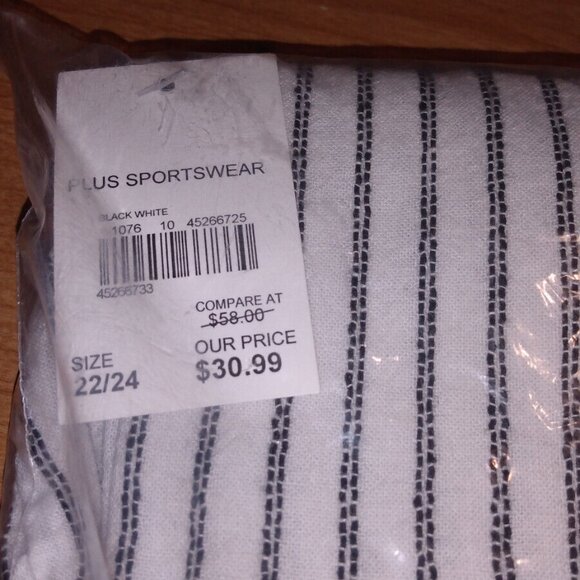 PLUS SPORTSWEAR
BLACK WHITE
1076 10 45266725
45266733
COMPARE AT
$58.00
OUR PRICE
$30.99
SIZE
22/24